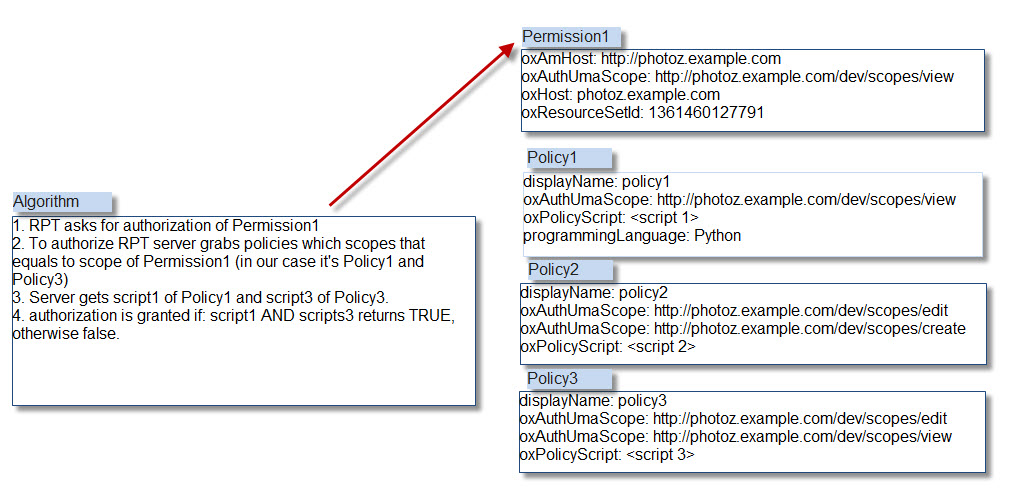 Algorithm
1. RPT asks for authorization of Permission1
2. To authorize RPT server grabs policies which scopes that
equals to scope of Permission1 (in our case it's Policy1 and
Policy3)
3. Server gets script1 of Policy1 and script3 of Policy3.
4. authorization is granted if: script1 AND scripts3 returns TRUE,
otherwise false.
Permission1
oxAmHost: http://photoz.example.com
oxAuthUmaScope: http://photoz.example.com/dev/scopes/view
oxHost: photoz.example.com
oxResourceSetId: 1361460127791
Policy1
displayName: policy1
oxAuthUmaScope: http://photoz.example.com/dev/scopes/view
oxPolicyScript: <script 1>
programmingLanguage: Python
Policy2
displayName: policy2
oxAuthUmaScope: http://photoz.example.com/dev/scopes/edit
oxAuthUmaScope: http://photoz.example.com/dev/scopes/create
oxPolicyScript: <script 2>
Policy3
displayName: policy3
oxAuthUmaScope: http://photoz.example.com/dev/scopes/edit
oxAuthUmaScope: http://photoz.example.com/dev/scopes/view
oxPolicyScript: <script 3>